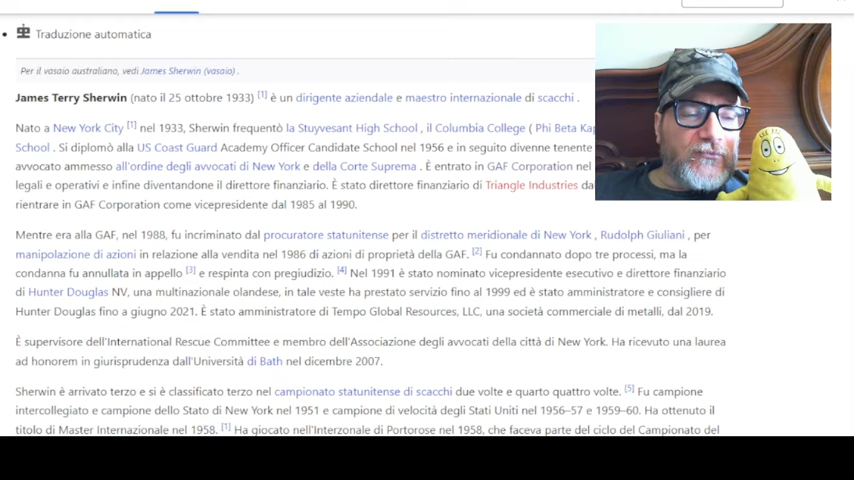 Traduzione automatica
Per il vasaio australiano, vedi James Sherwin (vasaio) .
James Terry Sherwin (nato il 25 ottobre 1933) [1] è un dirigente aziendale e maestro internazionale di scacchi .
Nato a New York City [1] nel 1933, Sherwin frequentò la Stuyvesant High School , il Columbia College ( Phi Beta
School . Si diplomò alla US Coast Guard Academy Officer Candidate School nel 1956 e in seguito divenne tenente
avvocato ammesso all'ordine degli avvocati di New York e della Corte Suprema . È entrato in GAF Corporation nel
legali e operativi e infine diventandone il direttore finanziario. È stato direttore finanziario di Triangle Industries
rientrare in GAF Corporation come vicepresidente dal 1985 al 1990.
Mentre era alla GAF, nel 1988, fu incriminato dal procuratore statunitense per il distretto meridionale di New York , Rudolph Giuliani , per
manipolazione di azioni in relazione alla vendita nel 1986 di azioni di proprietà della GAF. [2] Fu condannato dopo tre processi, ma la
condanna fu annullata in appello [3] e respinta con pregiudizio. [4] Nel 1991 è stato nominato vicepresidente esecutivo e direttore finanziario
di Hunter Douglas NV, una multinazionale olandese, in tale veste ha prestato servizio fino al 1999 ed è stato amministratore e consigliere di
Hunter Douglas fino a giugno 2021. È stato amministratore di Tempo Global Resources, LLC, una società commerciale di metalli, dal 2019.
È supervisore dell'International Rescue Committee e membro dell'Associazione degli avvocati della città di New York. Ha ricevuto una laurea
ad honorem in giurisprudenza dall'Università di Bath nel dicembre 2007.
Sherwin è arrivato terzo e si è classificato terzo nel campionato statunitense di scacchi due volte e quarto quattro volte. [5] Fu campione
intercollegiato e campione dello Stato di New York nel 1951 e campione di velocità degli Stati Uniti nel 1956–57 e 1959–60. Ha ottenuto il
titolo di Master Internazionale nel 1958. [1] Ha giocato nell'Interzonale di Portorose nel 1958, che faceva parte del ciclo del Campionato del